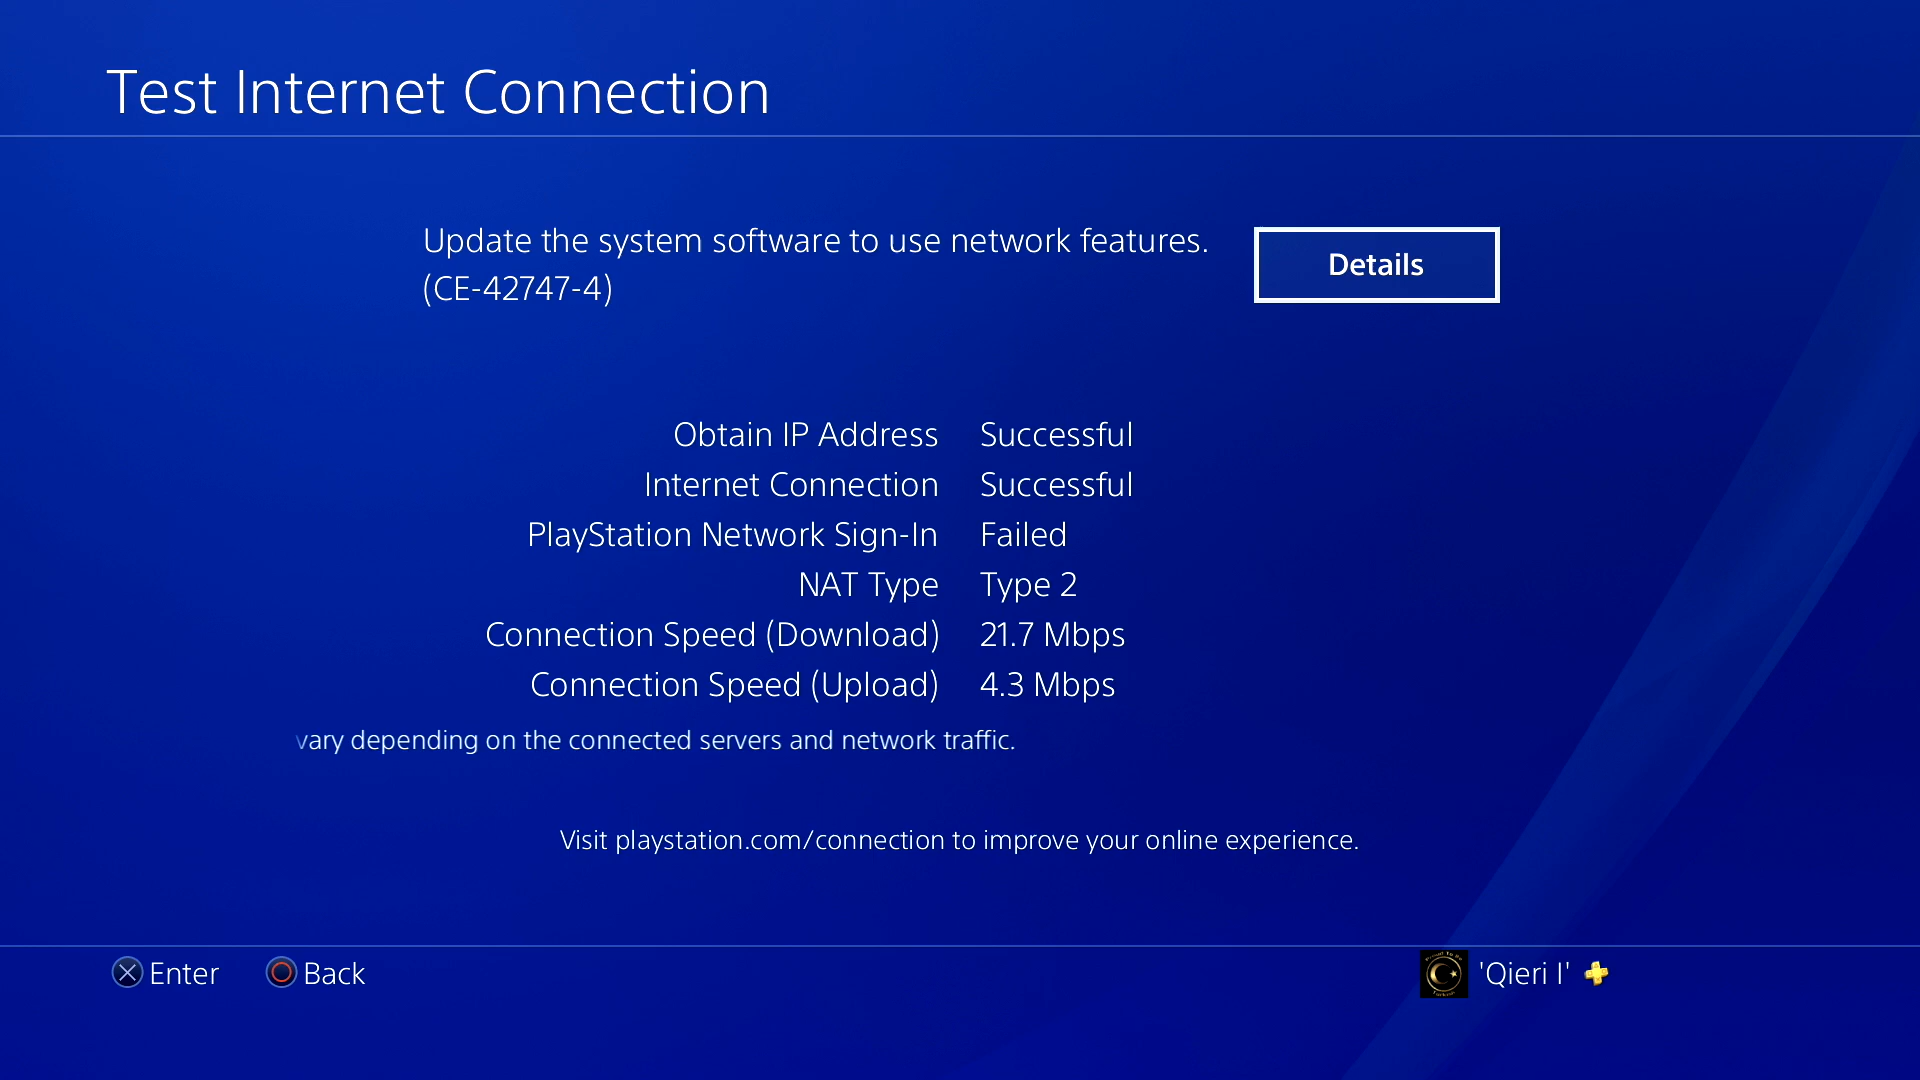 Test Internet Connection
Update the system software to use network features.
(CE-42747-4)
Details
Obtain IP Address Successful
Internet Connection Successful
PlayStation Network Sign-In Failed
NAT Type Type 2
Connection Speed (Download) 21.7 Mbps
Connection Speed (Upload) 4.3 Mbps
vary depending on the connected servers and network traffic.
Visit playstation.com/connection to improve your online experience.
Enter Back 'Qieri I'